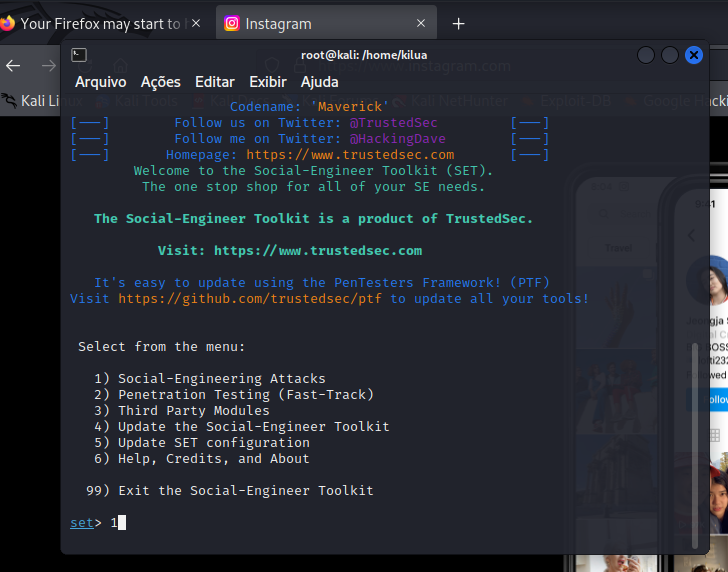 Your Firefox may start to
Instagram
root@kali: /home/kilua
Arquivo Ações Editar Exibir Ajuda
Kali Linux Kali Tools Kali NetHunter Exploit-DB Google Hacki
Codename: 'Maverick'
[---] Follow us on Twitter: @TrustedSec [---]
[---] Follow me on Twitter: @HackingDave [---]
[---] Homepage: https://www.trustedsec.com [---]
Welcome to the Social-Engineer Toolkit (SET).
The one stop shop for all of your SE needs.
The Social-Engineer Toolkit is a product of TrustedSec.
Visit: https://www.trustedsec.com
It's easy to update using the PenTesters Framework! (PTF)
Visit https://github.com/trustedsec/ptf to update all your tools!
Select from the menu:
1) Social-Engineering Attacks
2) Penetration Testing (Fast-Track)
3) Third Party Modules
4) Update the Social-Engineer Toolkit
5) Update SET configuration
6) Help, Credits, and About
99) Exit the Social-Engineer Toolkit
set> 1
Travel